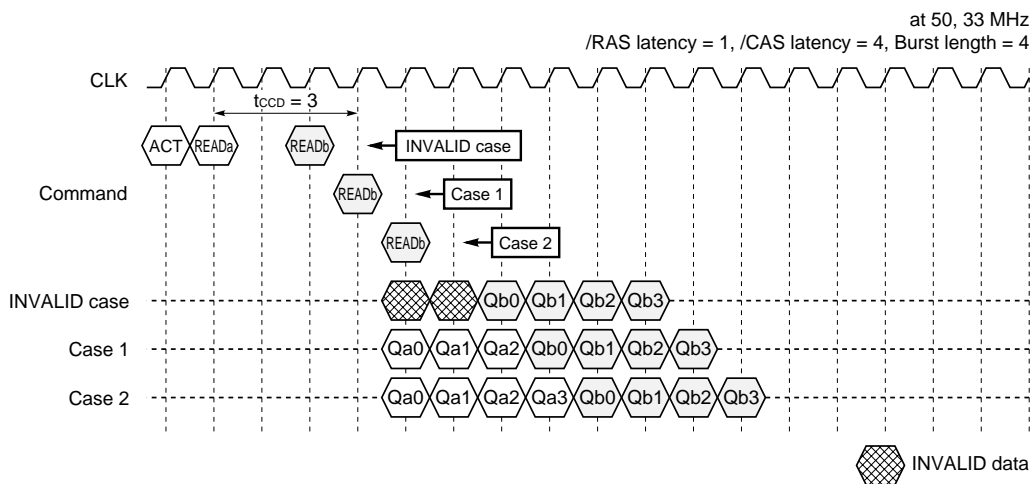 at 50, 33 MHz
/RAS latency = 1, /CAS latency = 4, Burst length = 4
CLK
tCCD = 3
ACT READa READb INVALID case
Command READb Case 1
READb Case 2
INVALID case Qb0 Qb1 Qb2 Qb3
Case 1 Qa0 Qa1 Qa2 Qb0 Qb1 Qb2 Qb3
Case 2 Qa0 Qa1 Qa2 Qa3 Qb0 Qb1 Qb2 Qb3
INVALID data